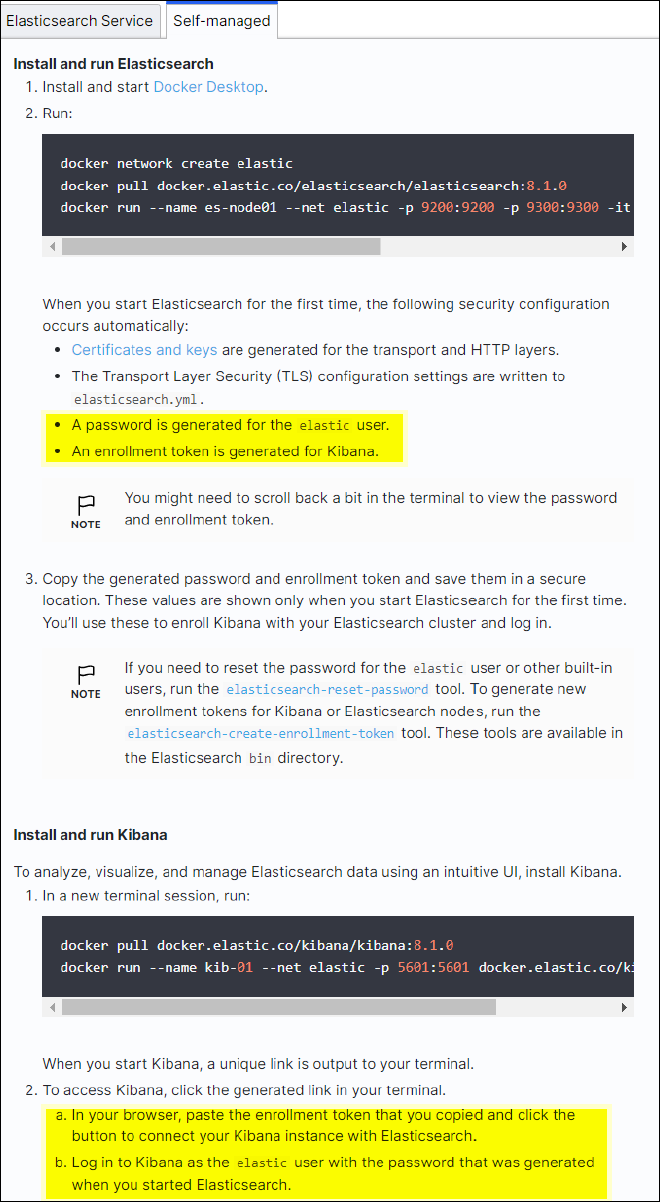 Elasticsearch Service
Self-managed
Install and run Elasticsearch
1. Install and start Docker Desktop.
2. Run:
docker network create elastic
docker pull docker.elastic.co/elasticsearch/elasticsearch:8.1.0
docker run --name es-node01 --net elastic -p 9200:9200 -p 9300:9300 -it
When you start Elasticsearch for the first time, the following security configuration
occurs automatically:
• Certificates and keys are generated for the transport and HTTP layers.
• The Transport Layer Security (TLS) configuration settings are written to
elasticsearch.yml.
• A password is generated for the elastic user.
• An enrollment token is generated for Kibana.
NOTE
You might need to scroll back a bit in the terminal to view the password
and enrollment token.
3. Copy the generated password and enrollment token and save them in a secure
location. These values are shown only when you start Elasticsearch for the first time.
You'll use these to enroll Kibana with your Elasticsearch cluster and log in.
NOTE
If you need to reset the password for the elastic user or other built-in
users, run the elasticsearch-reset-password tool. To generate new
enrollment tokens for Kibana or Elasticsearch nodes, run the
elasticsearch-create-enrollment-token tool. These tools are available in
the Elasticsearch bin directory.
Install and run Kibana
To analyze, visualize, and manage Elasticsearch data using an intuitive UI, install Kibana.
1. In a new terminal session, run:
docker pull docker.elastic.co/kibana/kibana:8.1.0
docker run --name kib-01 --net elastic -p 5601:5601 docker.elastic.co/ki
When you start Kibana, a unique link is output to your terminal.
2. To access Kibana, click the generated link in your terminal.
a. In your browser, paste the enrollment token that you copied and click the
button to connect your Kibana instance with Elasticsearch.
b. Log in to Kibana as the elastic user with the password that was generated
when you started Elasticsearch.